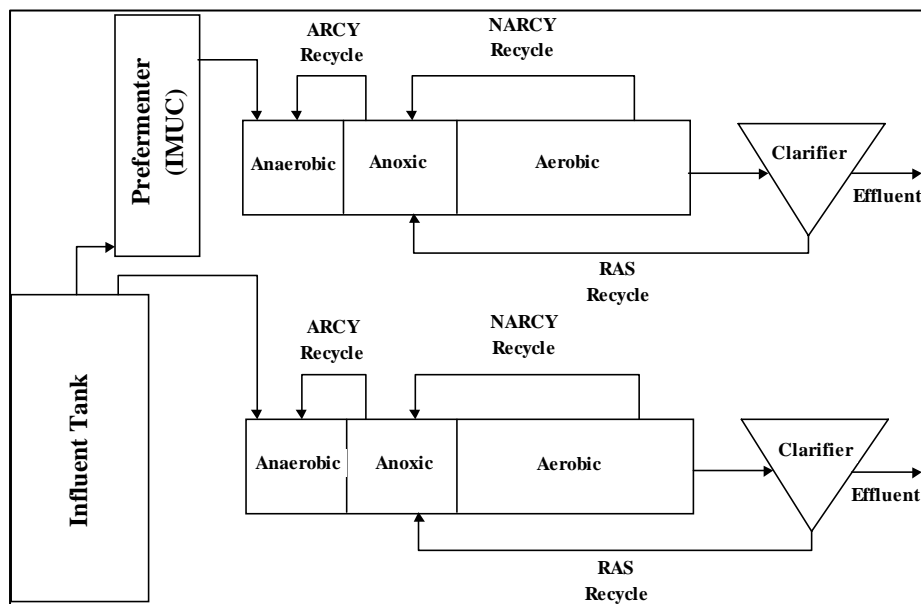 Prefermenter
(IMUC)
ARCY
Recycle
NARCY
Recycle
Anaerobic
Anoxic
Aerobic
Clarifier
Effluent
RAS
Recycle
Influent Tank
ARCY
Recycle
NARCY
Recycle
Anaerobic
Anoxic
Aerobic
Clarifier
Effluent
RAS
Recycle